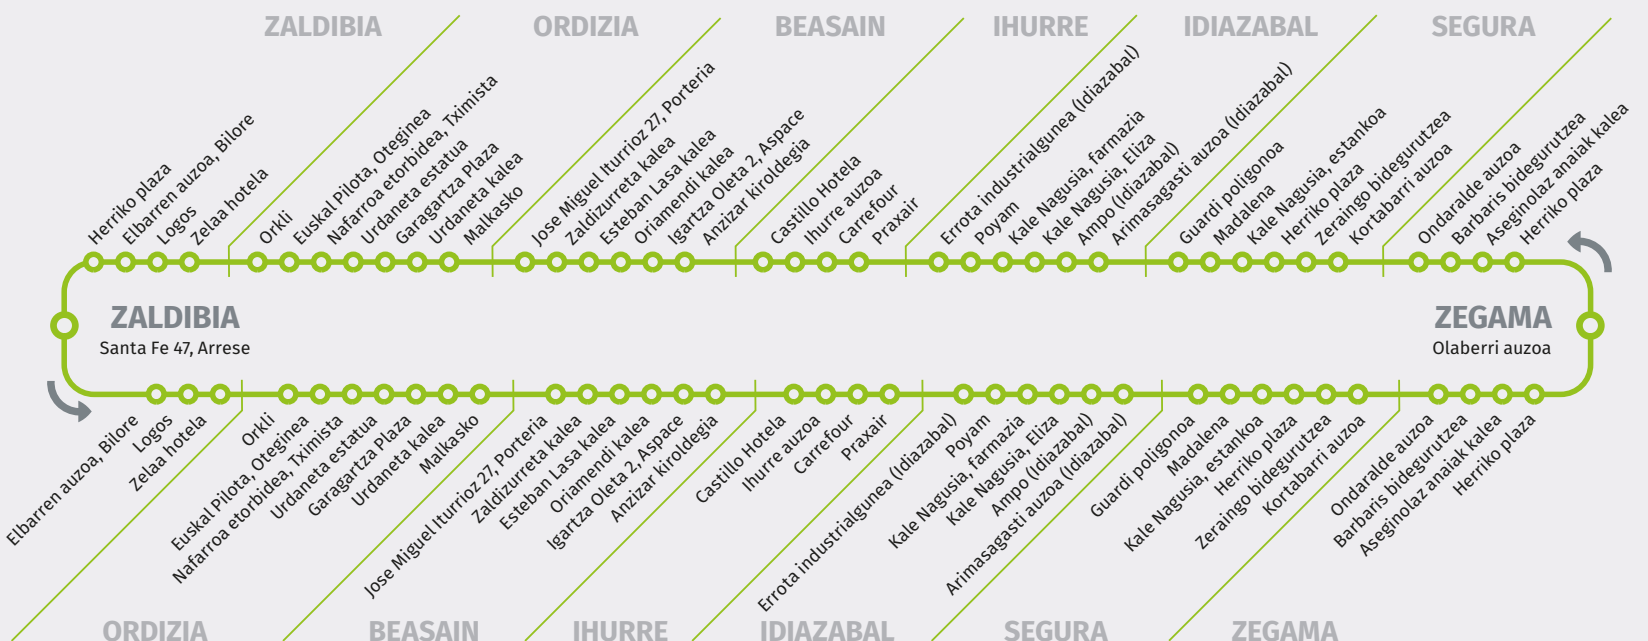 ZALDIBIA
ORDIZIA
BEASAIN
IHURRE
IDIAZABAL
SEGURA
Herriko plaza
Elbarren auzoa, Bilore
Logos
Zelaa hotela
Orkli
Euskal Pilota, Oteginea
Nafarroa etorbidea, Tximista
Urdaneta estatua
Garagartza Plaza
Urdaneta kalea
Malkasko
Jose Miguel Iturrioz 27, Porteria
Zaldizurreta kalea
Esteban Lasa kalea
Oriamendi kalea
Igartza Oleta 2, Aspace
Anzizar Kiroldegia
Castillo Hotela
Ihurre auzoa
Carrefour
Praxair
Errota industrialgunea (Idiazabal)
Poyam
Kale Nagusia, farmazia
Kale Nagusia, Eliza
Ampo (Idiazabal)
Arimasagasti auzoa (Idiazabal)
Guardi poligonoa
Madalena
Kale Nagusia, estankoa
Herriko plaza
Zeraingo bidegurutzea
Kortabarri auzoa
Ondaralde auzoa
Barbaris bidegurutzea
Aseginolaz anaiak kalea
Herriko plaza
ZALDIBIA
Santa Fe 47, Arrese
ZEGAMA
Olaberri auzoa
Elbarren auzoa, Bilore
Logos
Zelaa hotela
Orkli
Euskal Pilota, Oteginea
Nafarroa etorbidea, Tximista
Urdaneta estatua
Garagartza Plaza
Urdaneta kalea
Malkasko
Jose Miguel Iturrioz 27, Porteria
Zaldizurreta kalea
Esteban Lasa kalea
Oriamendi kalea
Igartza Oleta 2, Aspace
Anzizar kiroldegia
Castillo Hotela
Ihurre auzoa
Carrefour
Praxair
Errota industrialgunea (Idiazabal)
Poyam
Kale Nagusia, farmazia
Kale Nagusia, Eliza
Ampo (Idiazabal)
Arimasagasti auzoa (Idiazabal)
Guardi poligonoa
Madalena
Kale Nagusia, estankoa
Herriko plaza
Zeraingo bidegurutzea
Kortabarri auzoa
Ondaralde auzoa
Barbaris bidegurutzea
Aseginolaz anaiak kalea
Herriko plaza
ORDIZIA
BEASAIN
IHURRE
IDIAZABAL
SEGURA
ZEGAMA